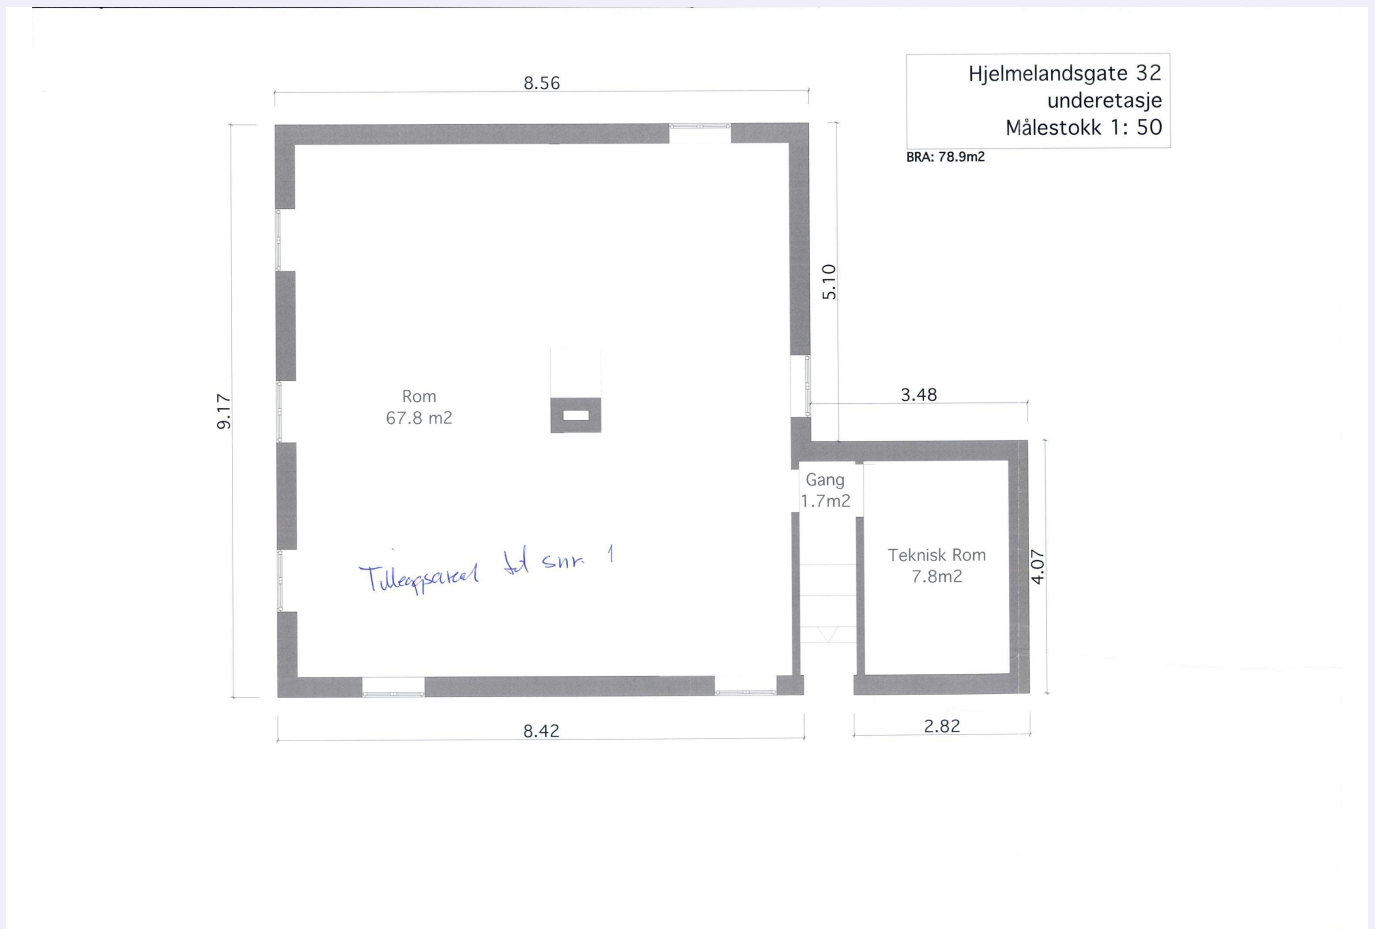 8.56
Hjelmelandsgate 32
underetasje
Målestokk 1: 50
BRA: 78.9m2
5.10
3.48
9.17
Rom
67.8 m2
Gang
1.7m2
Teknisk Rom
7.8m2
4.07
Tilleggsareal til snr. 1
8.42
2.82